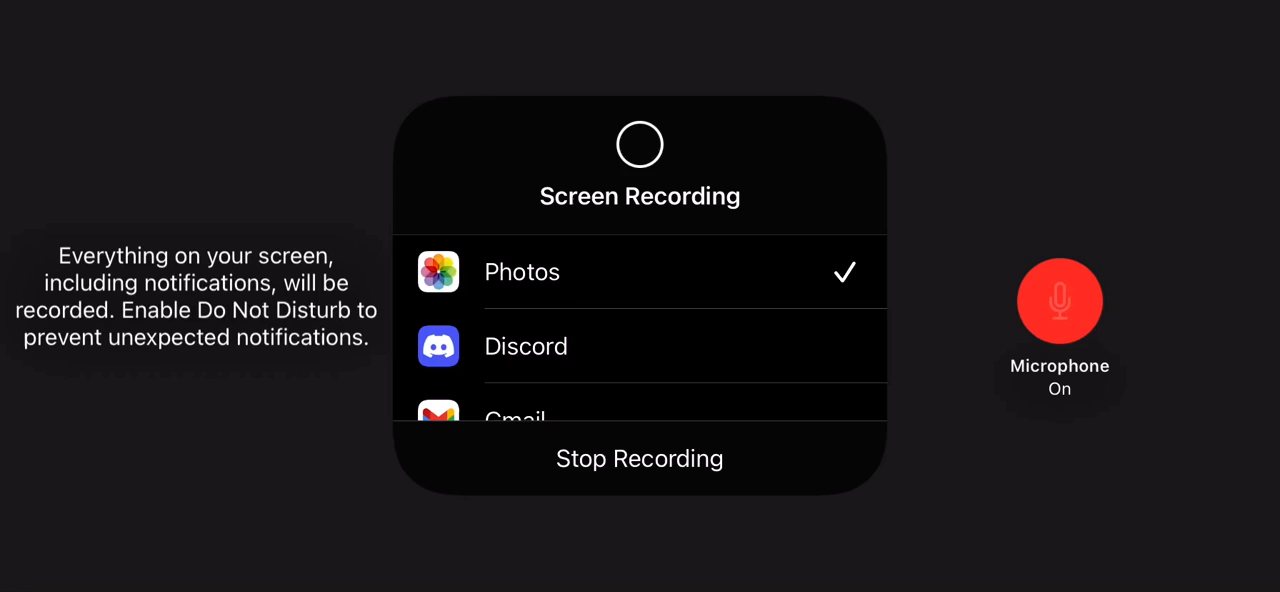 Screen Recording
Everything on your screen,
including notifications, will be
recorded. Enable Do Not Disturb to
prevent unexpected notifications.
Photos
Discord
Gmail
Stop Recording
Microphone
On